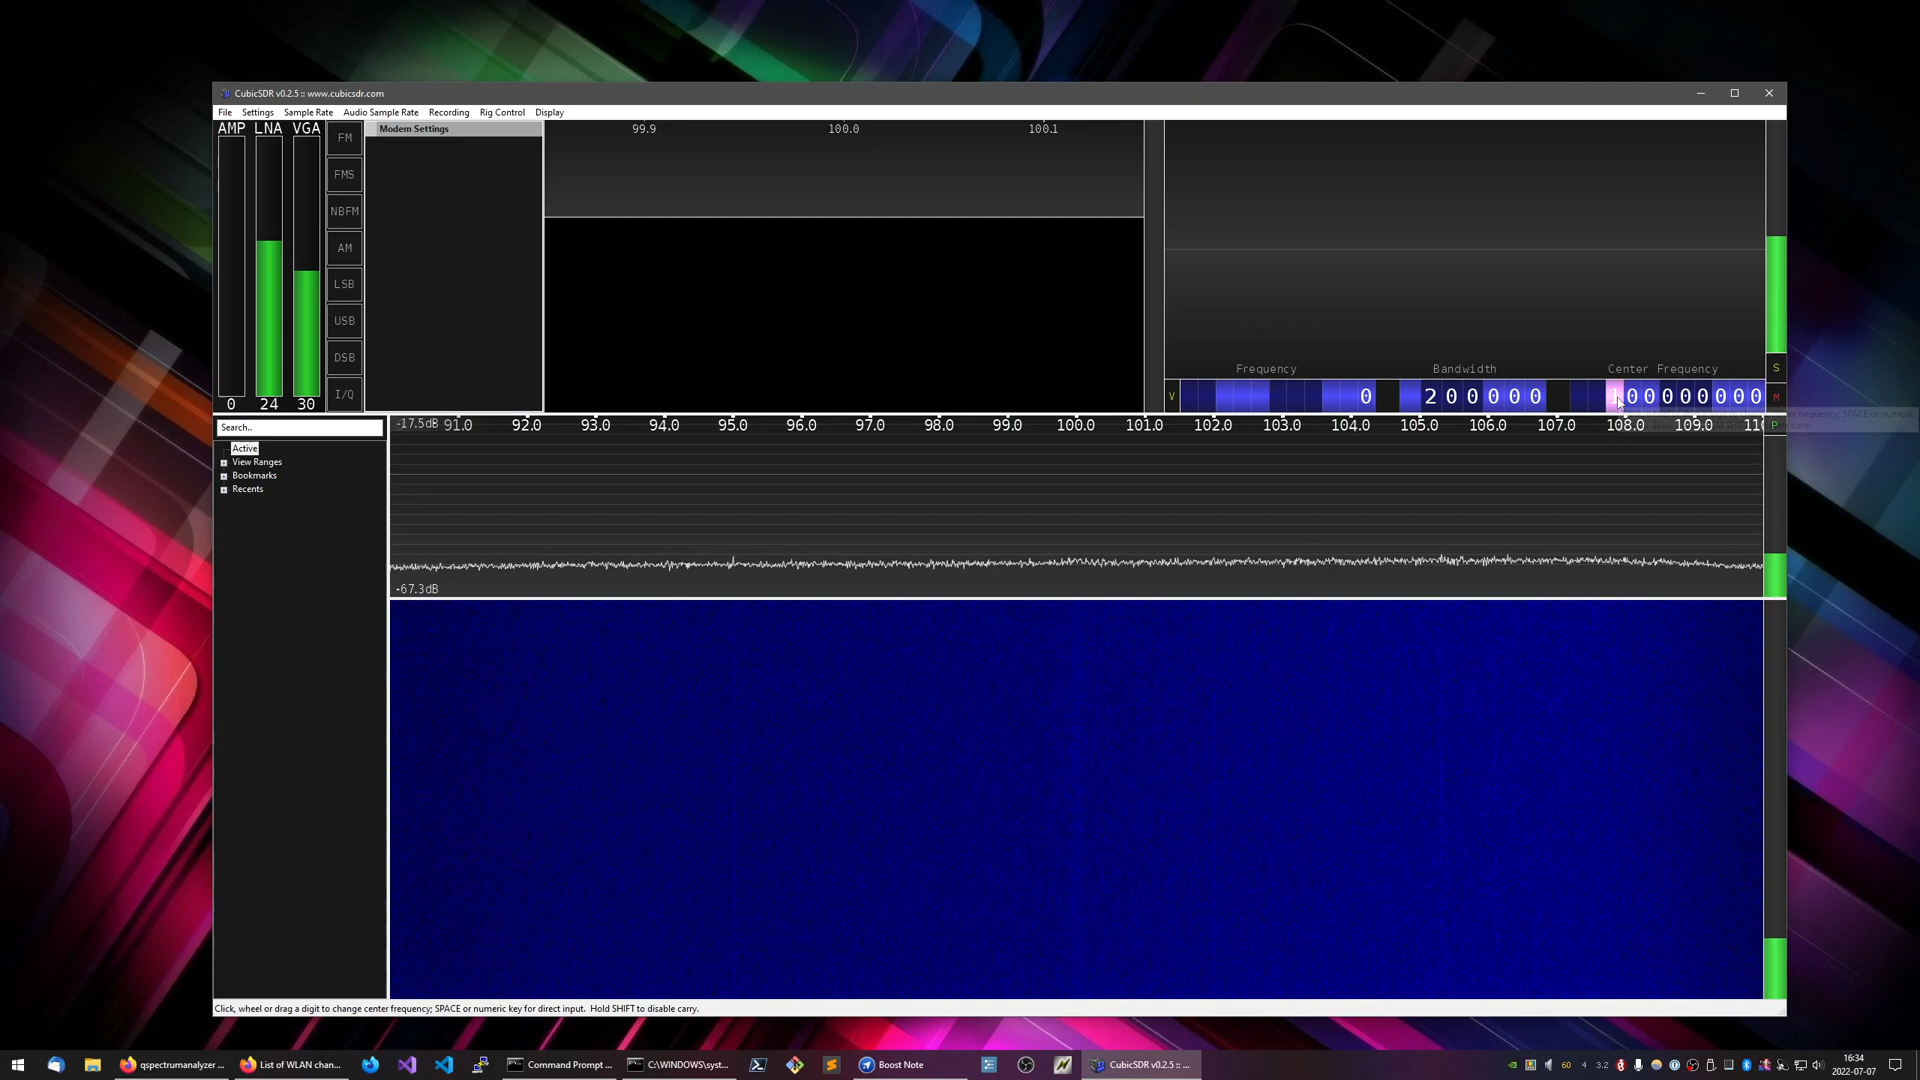 CubicSDR v0.2.5 :: www.cubicsdr.com
File Settings Sample Rate Audio Sample Rate Recording Rig Control Display
AMP LNA VGA
0 24 30
FM
FMS
NBFM
AM
LSB
USB
DSB
I/Q
Modem Settings
99.9 100.0 100.1
Frequency Bandwidth Center Frequency
V 0 200000 100000000
S
M
P
Search..
Active
View Ranges
Bookmarks
Recents
-17.5dB 91.0 92.0 93.0 94.0 95.0 96.0 97.0 98.0 99.0 100.0 101.0 102.0 103.0 104.0 105.0 106.0 107.0 108.0 109.0 110
-67.3dB
Click, wheel or drag a digit to change center frequency; SPACE or numeric key for direct input. Hold SHIFT to disable carry.
qspectrumanalyzer ... List of WLAN chan... Command Prompt ... C:\WINDOWS\syst... Boost Note CubicSDR v0.2.5 :: ...
60 4 3.2
16:34
2022-07-07